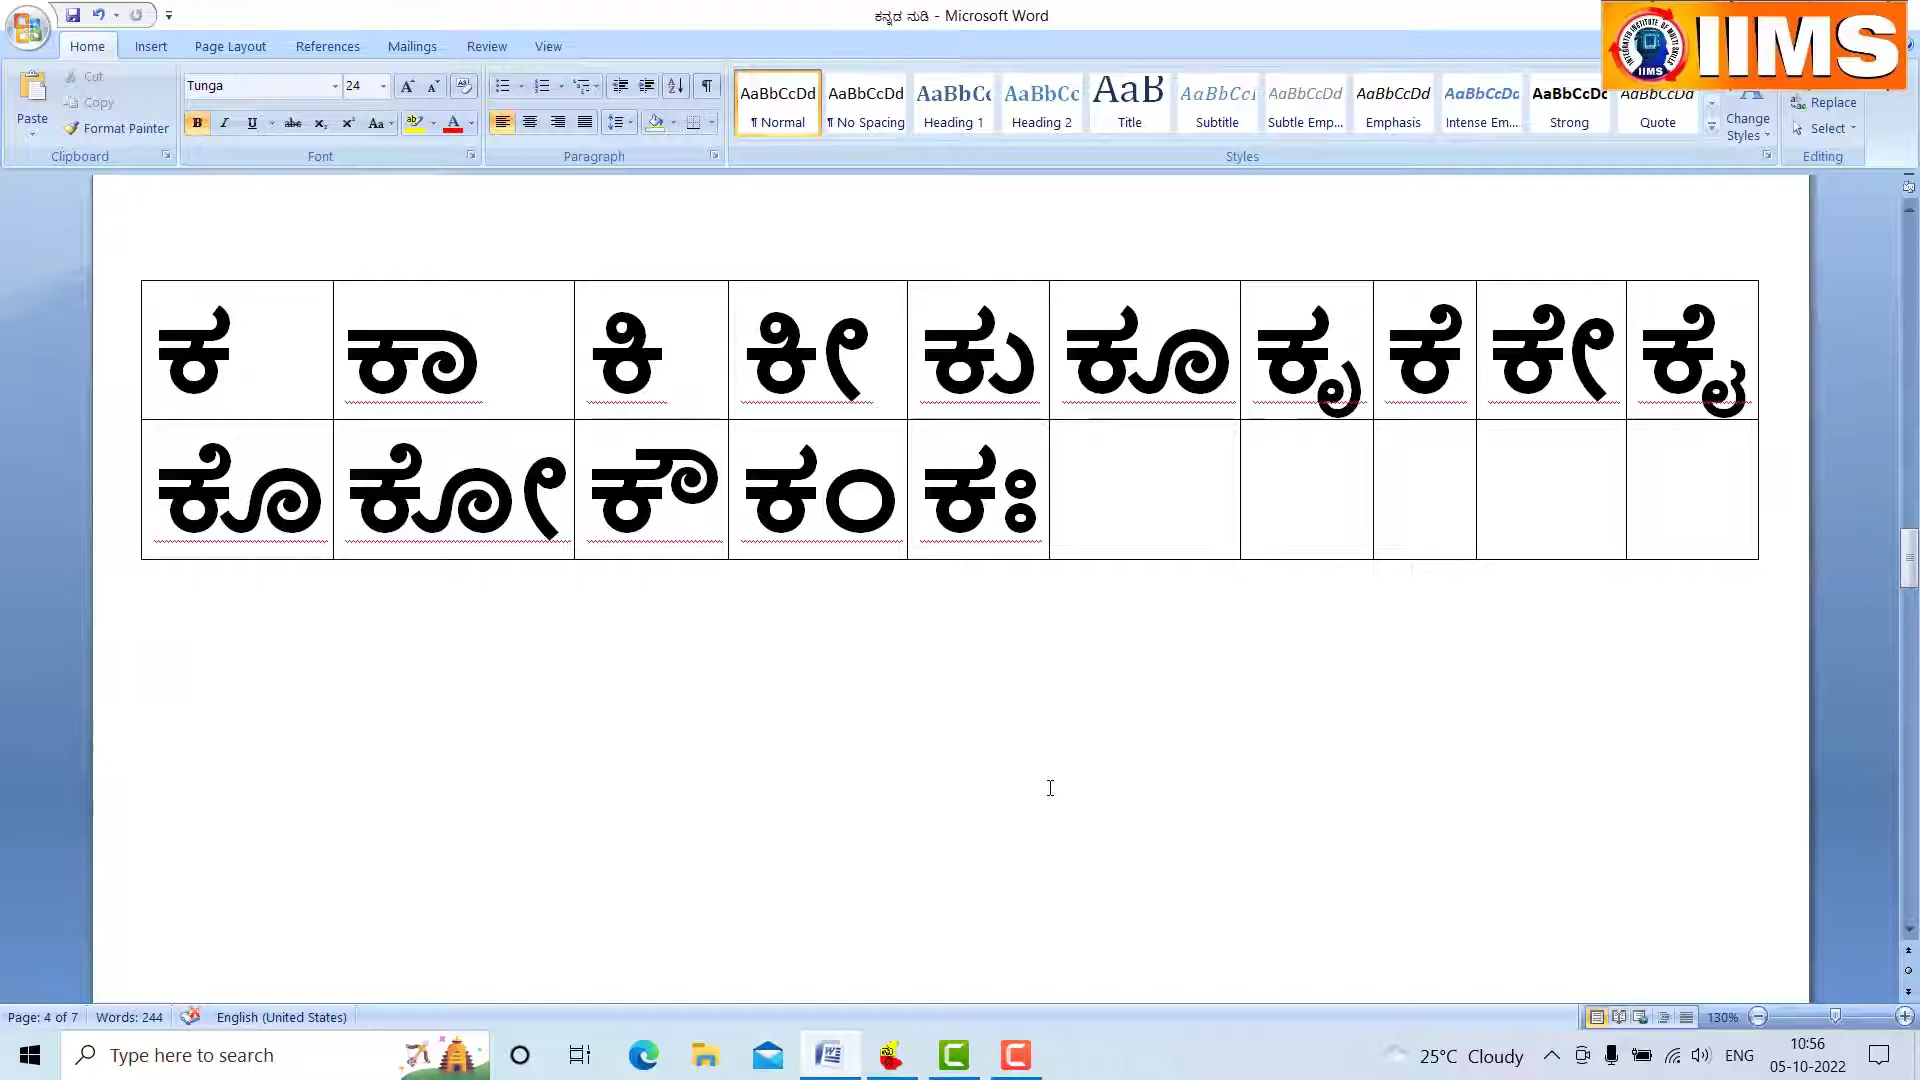 ಕನ್ನಡ ನುಡಿ - Microsoft Word
IIMS
Home Insert Page Layout References Mailings Review View
Paste
Cut
Copy
Format Painter
Clipboard
Tunga 24
Font
Paragraph
AaBbCcDd AaBbCcDd AaBbCc AaBbCc AaB AaBbCcI AaBbCcDd AaBbCcDd AaBbCcDc AaBbCcDc AaBbCcDd
¶ Normal ¶ No Spacing Heading 1 Heading 2 Title Subtitle Subtle Emp... Emphasis Intense Em... Strong Quote
Styles
Change Styles
Replace
Select
Editing
ಕ ಕಾ ಕಿ ಕೀ ಕು ಕೂ ಕೃ ಕೆ ಕೇ ಕೈ
ಕೊ ಕೋ ಕೌ ಕಂ ಕಃ
Page: 4 of 7 Words: 244 English (United States) 130%
Type here to search
25°C Cloudy ENG
10:56
05-10-2022